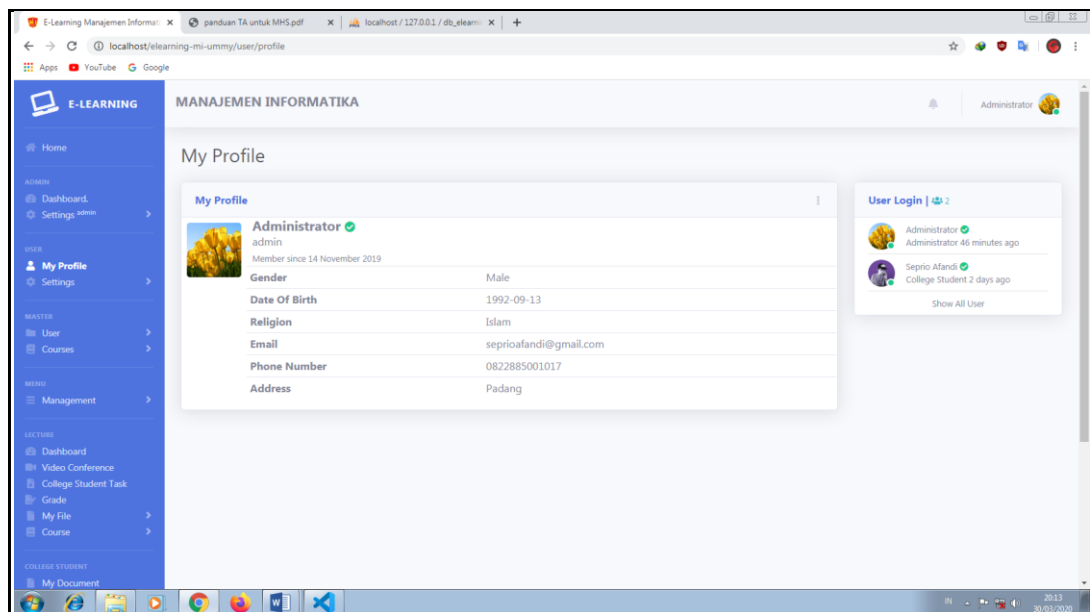 E-Learning Manajemen Informati
panduan TA untuk MHS.pdf
localhost / 127.0.0.1 / db_elearni
localhost/elearning-mi-ummy/user/profile
Apps YouTube Google
E-LEARNING
MANAJEMEN INFORMATIKA
Administrator
Home
ADMIN
Dashboard.
Settings admin
USER
My Profile
Settings
MASTER
User
Courses
MENU
Management
LECTURE
Dashboard
Video Conference
College Student Task
Grade
My File
Course
COLLEGE STUDENT
My Document
My Profile
My Profile
Administrator
admin
Member since 14 November 2019
Gender Male
Date Of Birth 1992-09-13
Religion Islam
Email seprioafandi@gmail.com
Phone Number 0822885001017
Address Padang
User Login | 2
Administrator
Administrator 46 minutes ago
Seprio Afandi
College Student 2 days ago
Show All User
IN
20:13
30/03/2020